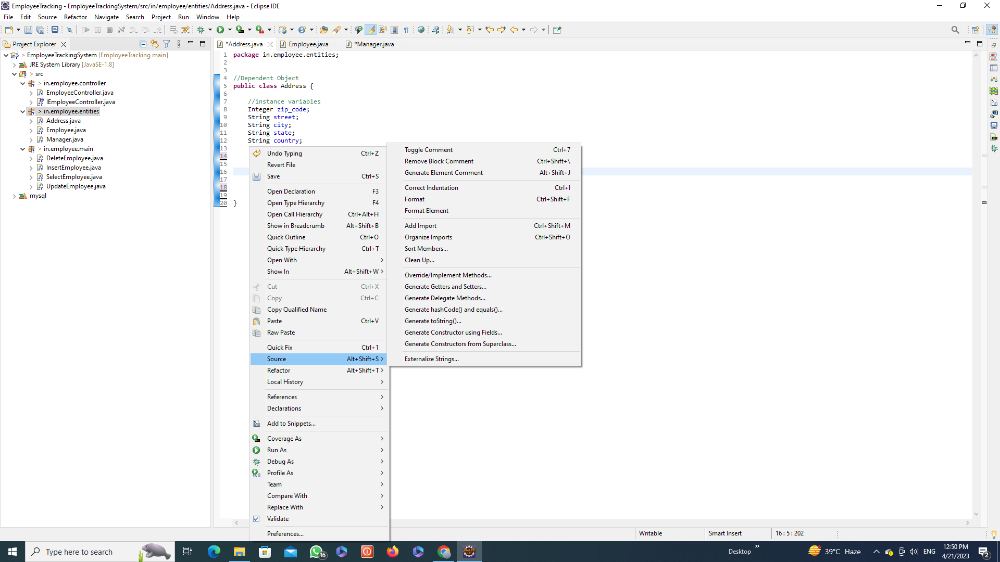 EmployeeTracking - EmployeeTrackingSystem/src/in/employee/entities/Address.java - Eclipse IDE
File Edit Source Refactor Navigate Search Project Run Window Help
Project Explorer
EmployeeTrackingSystem [EmployeeTracking main]
JRE System Library [JavaSE-1.8]
> src
> in.employee.controller
EmployeeController.java
IEmployeeController.java
> in.employee.entities
Address.java
Employee.java
Manager.java
> in.employee.main
DeleteEmployee.java
InsertEmployee.java
SelectEmployee.java
UpdateEmployee.java
mysql
*Address.java Employee.java *Manager.java
1 package in.employee.entities;
2
3
4 //Dependent Object
5 public class Address {
6
7 //instance variables
8 Integer zip_code;
9 String street;
10 String city;
11 String state;
12 String country;
13
14
15
16
17
18
19
20 }
Undo Typing Ctrl+Z
Revert File
Save Ctrl+S
Open Declaration F3
Open Type Hierarchy F4
Open Call Hierarchy Ctrl+Alt+H
Show in Breadcrumb Alt+Shift+B
Quick Outline Ctrl+O
Quick Type Hierarchy Ctrl+T
Open With >
Show In Alt+Shift+W >
Cut Ctrl+X
Copy Ctrl+C
Copy Qualified Name
Paste Ctrl+V
Raw Paste
Quick Fix Ctrl+1
Source Alt+Shift+S >
Refactor Alt+Shift+T >
Local History >
References >
Declarations >
Add to Snippets...
Coverage As >
Run As >
Debug As >
Profile As >
Team >
Compare With >
Replace With >
Validate
Preferences...
Toggle Comment Ctrl+7
Remove Block Comment Ctrl+Shift+\
Generate Element Comment Alt+Shift+J
Correct Indentation Ctrl+I
Format Ctrl+Shift+F
Format Element
Add Import Ctrl+Shift+M
Organize Imports Ctrl+Shift+O
Sort Members...
Clean Up...
Override/Implement Methods...
Generate Getters and Setters...
Generate Delegate Methods...
Generate hashCode() and equals()...
Generate toString()...
Generate Constructor using Fields...
Generate Constructors from Superclass...
Externalize Strings...
Writable Smart Insert 16 : 5 : 202
Type here to search
16
Desktop
39°C Haze
ENG
12:50 PM
4/21/2023
2